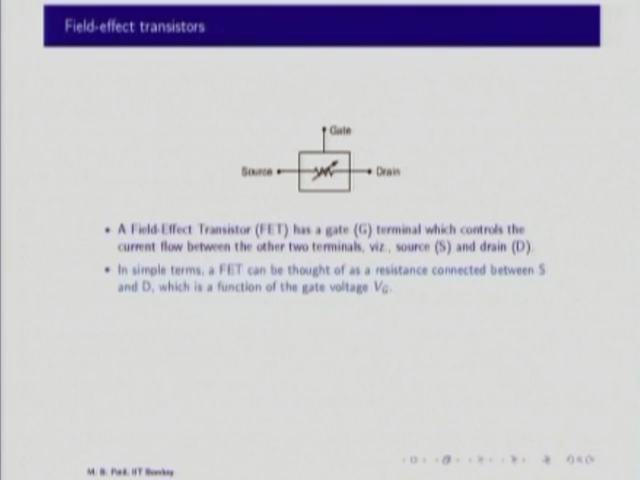 Field-effect transistors
Gate
Source
Drain
• A Field-Effect Transistor (FET) has a gate (G) terminal which controls the
current flow between the other two terminals, viz., source (S) and drain (D).
• In simple terms, a FET can be thought of as a resistance connected between S
and D, which is a function of the gate voltage V_G.
M. B. Patil, IIT Bombay